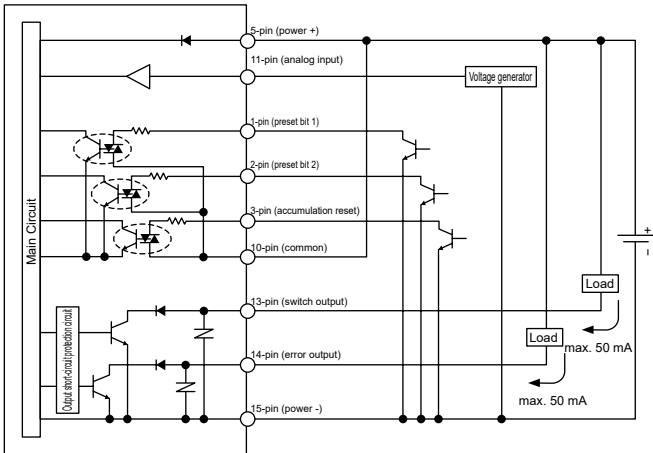 5-pin (power +)
11-pin (analog input)
Voltage generator
1-pin (preset bit 1)
2-pin (preset bit 2)
3-pin (accumulation reset)
10-pin (common)
Main Circuit
+
-
Load
13-pin (switch output)
Load
max. 50 mA
Output short-circuit protection circuit
14-pin (error output)
max. 50 mA
15-pin (power -)